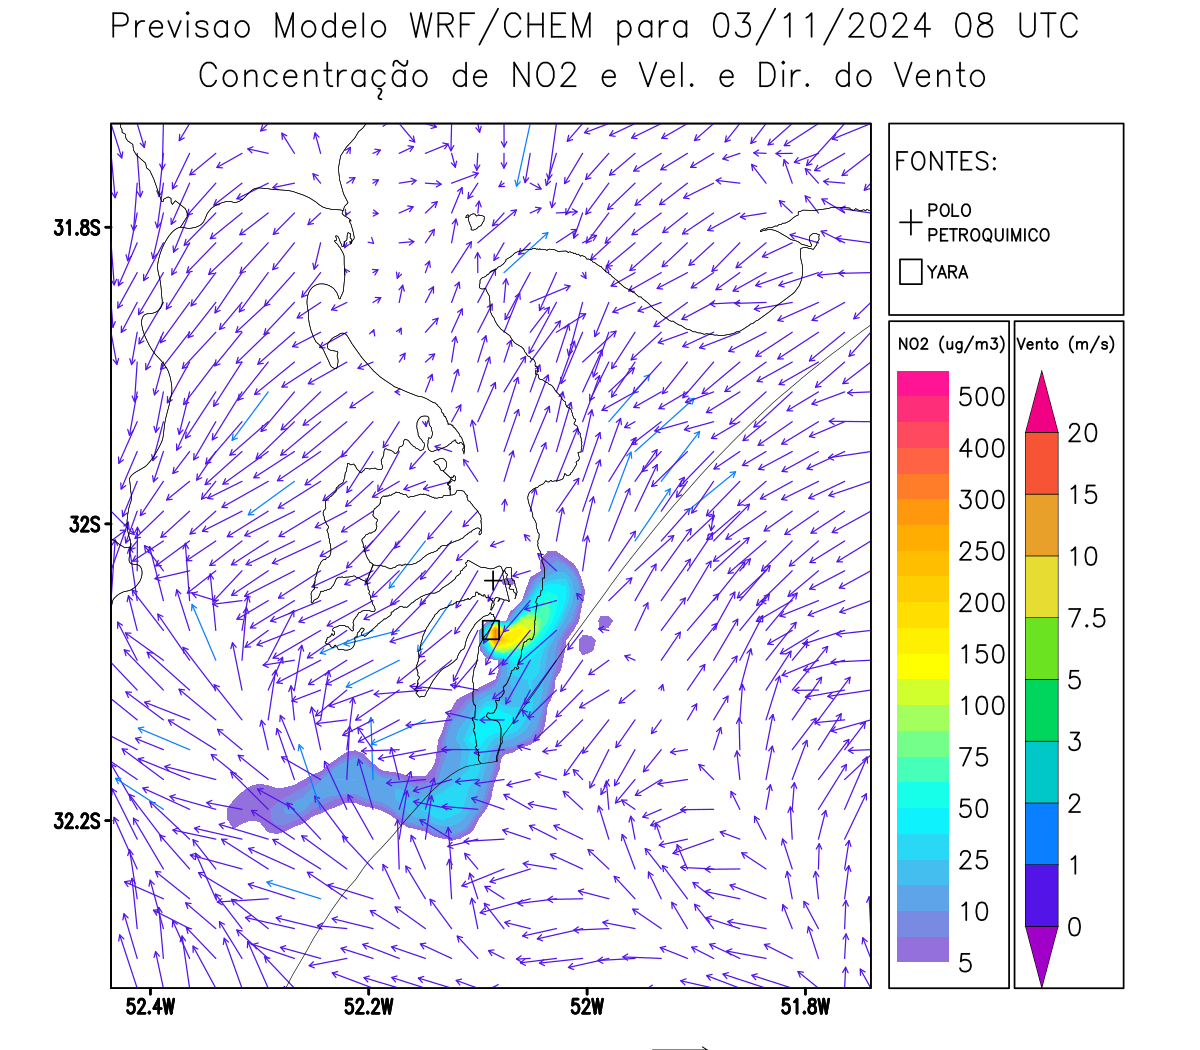 Previsao Modelo WRF/CHEM para 03/11/2024 08 UTC
Concentração de NO2 e Vel. e Dir. do Vento
FONTES:
POLO
PETROQUIMICO
YARA
31.8S
32S
32.2S
52.4W
52.2W
52W
51.8W
NO2 (ug/m3)
500
400
300
250
200
150
100
75
50
25
10
5
Vento (m/s)
20
15
10
7.5
5
3
2
1
0